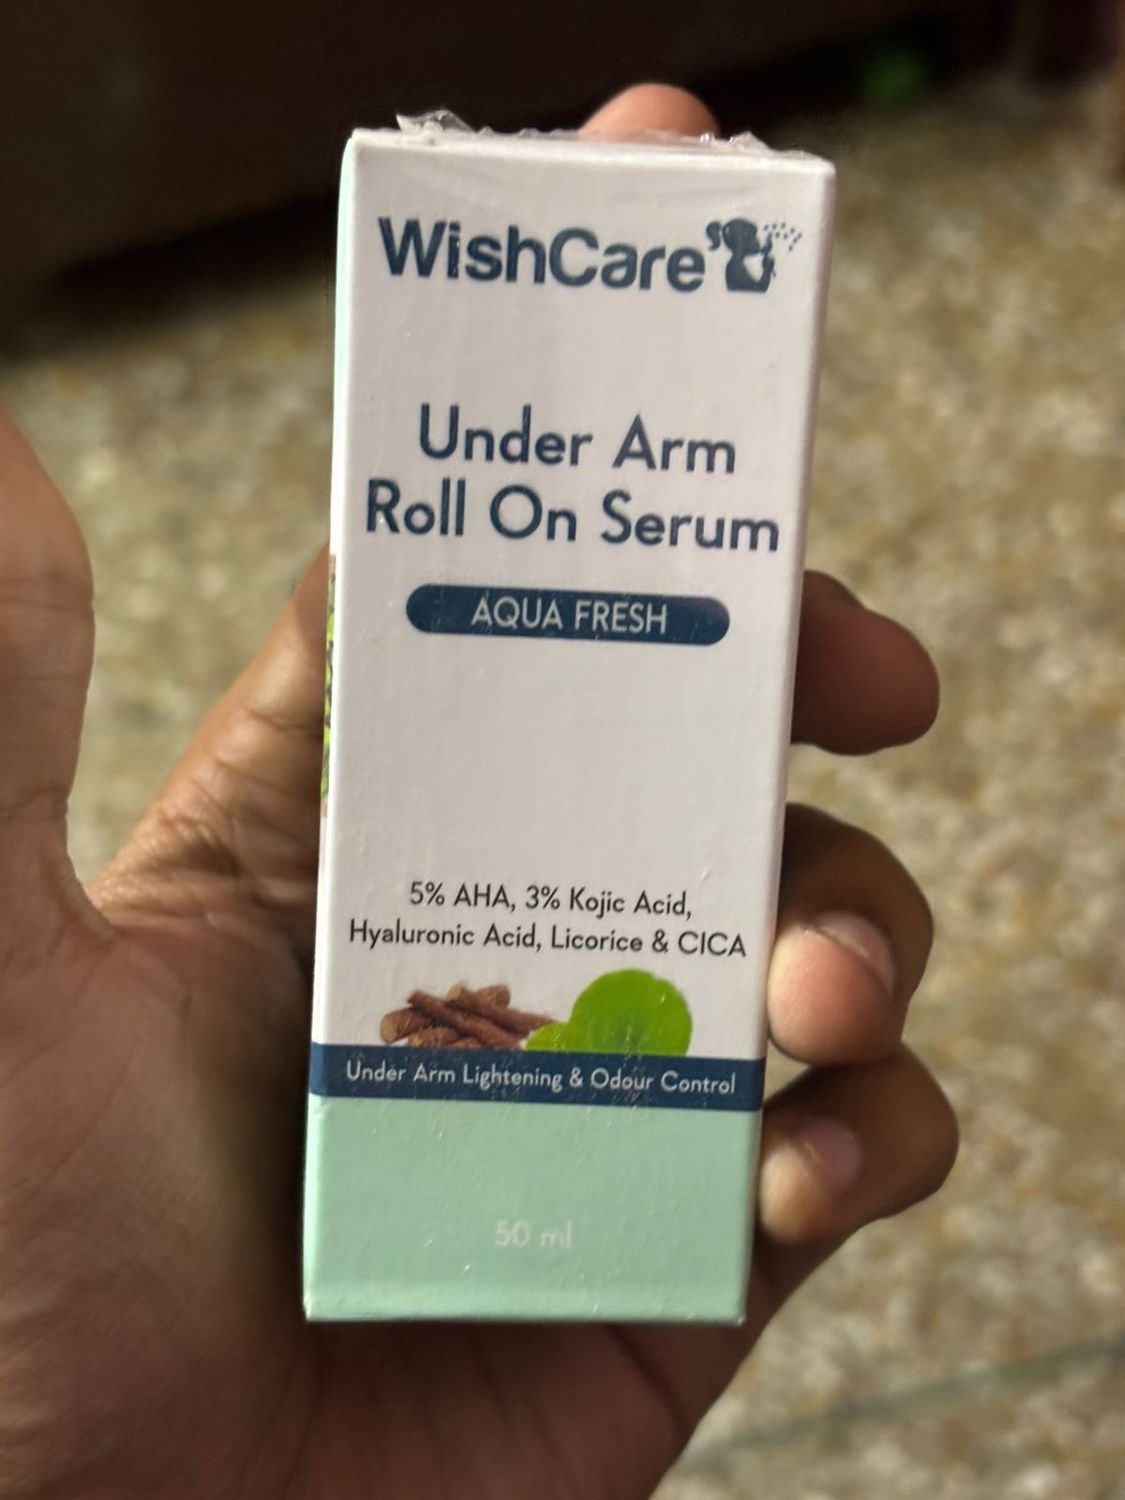 WishCare
Under Arm
Roll On Serum
AQUA FRESH
5% AHA, 3% Kojic Acid,
Hyaluronic Acid, Licorice & CICA
Under Arm Lightening & Odour Control
50 ml